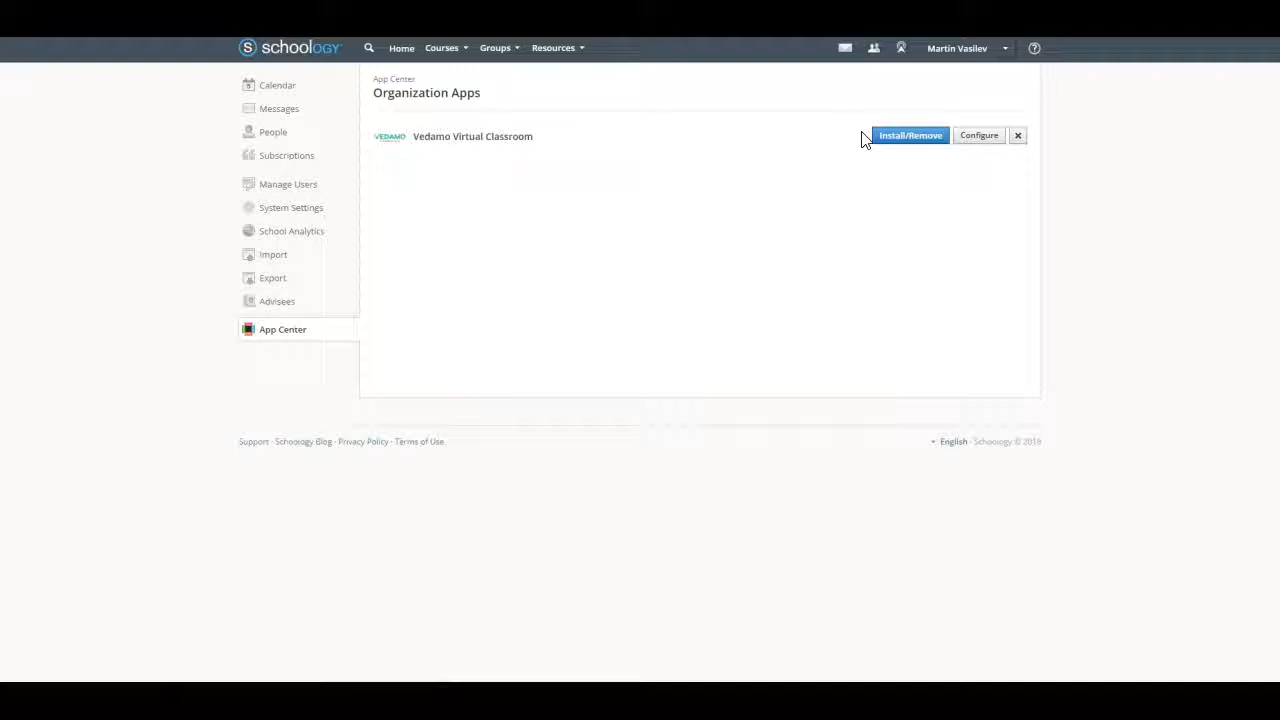 schoology Home Courses Groups Resources Martin Vasilev ?
Calendar
Messages
People
Subscriptions
Manage Users
System Settings
School Analytics
Import
Export
Advisees
App Center
App Center
Organization Apps
VEDAMO Vedamo Virtual Classroom Install/Remove Configure ×
Support · Schoology Blog · Privacy Policy · Terms of Use English · Schoology © 2018